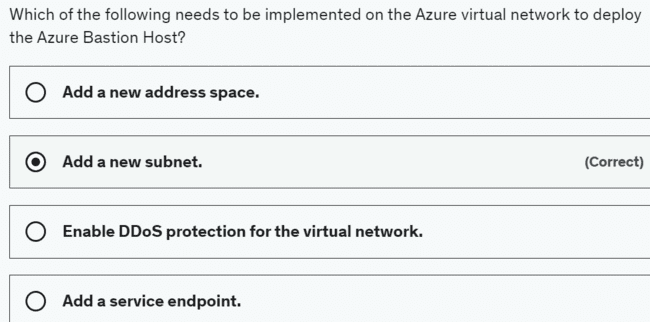 Which of the following needs to be implemented on the Azure virtual network to deploy
the Azure Bastion Host?
Add a new address space.
Add a new subnet. (Correct)
Enable DDoS protection for the virtual network.
Add a service endpoint.